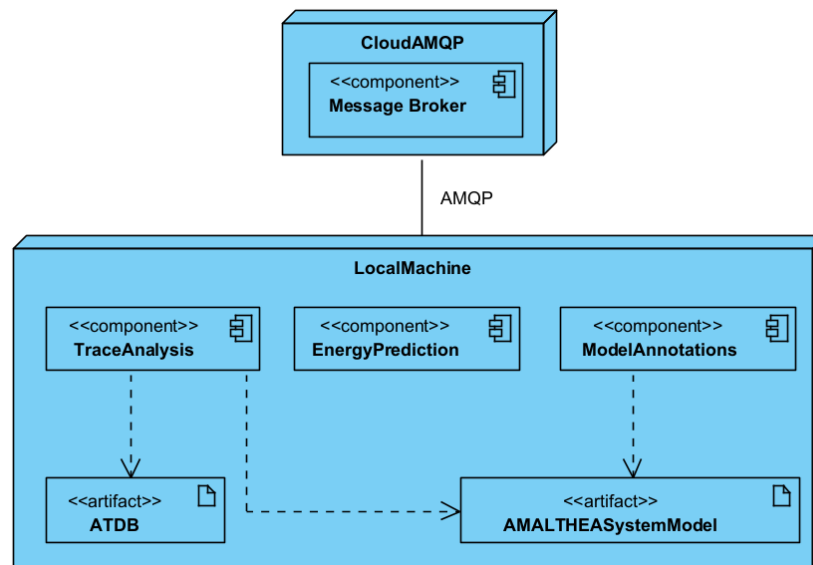 CloudAMQP
<<component>>
Message Broker
AMQP
LocalMachine
<<component>>
TraceAnalysis
<<component>>
EnergyPrediction
<<component>>
ModelAnnotations
<<artifact>>
ATDB
<<artifact>>
AMALTHEASystemModel